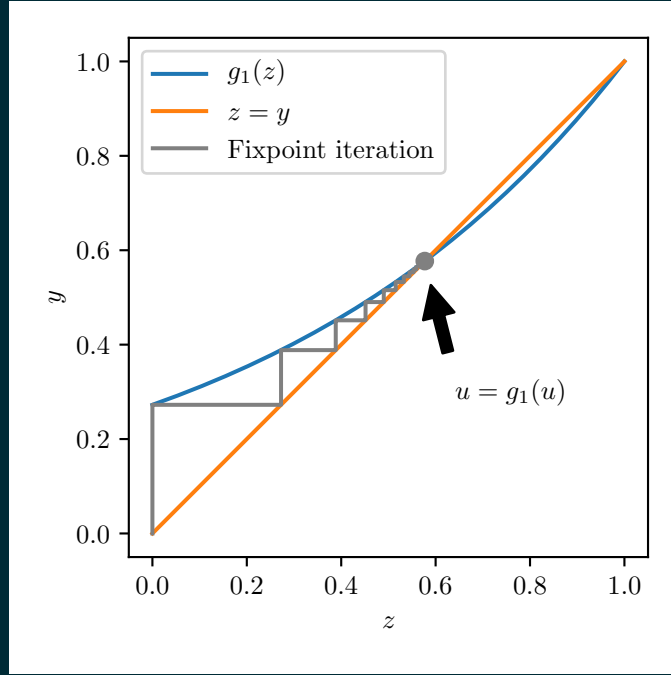 g₁(z)
z = y
Fixpoint iteration
1.0
0.8
0.6
0.4
0.2
0.0
y
u = g₁(u)
0.0 0.2 0.4 0.6 0.8 1.0
z